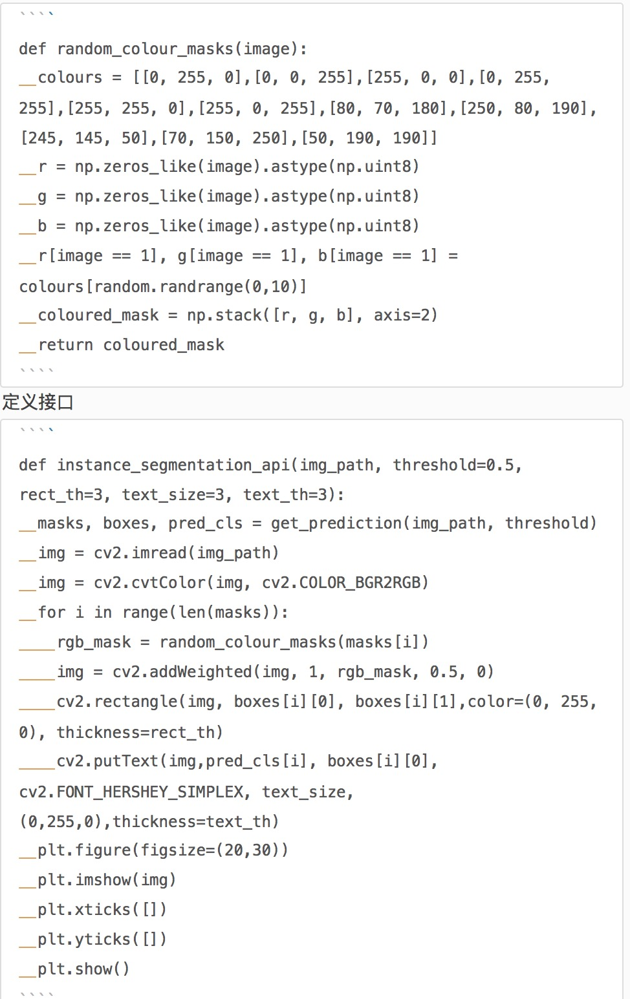 ````
def random_colour_masks(image):
__colours = [[0, 255, 0],[0, 0, 255],[255, 0, 0],[0, 255,
255],[255, 255, 0],[255, 0, 255],[80, 70, 180],[250, 80, 190],
[245, 145, 50],[70, 150, 250],[50, 190, 190]]
__r = np.zeros_like(image).astype(np.uint8)
__g = np.zeros_like(image).astype(np.uint8)
__b = np.zeros_like(image).astype(np.uint8)
__r[image == 1], g[image == 1], b[image == 1] =
colours[random.randrange(0,10)]
__coloured_mask = np.stack([r, g, b], axis=2)
__return coloured_mask
````
定义接口
````
def instance_segmentation_api(img_path, threshold=0.5,
rect_th=3, text_size=3, text_th=3):
__masks, boxes, pred_cls = get_prediction(img_path, threshold)
__img = cv2.imread(img_path)
__img = cv2.cvtColor(img, cv2.COLOR_BGR2RGB)
__for i in range(len(masks)):
____rgb_mask = random_colour_masks(masks[i])
____img = cv2.addWeighted(img, 1, rgb_mask, 0.5, 0)
____cv2.rectangle(img, boxes[i][0], boxes[i][1],color=(0, 255,
0), thickness=rect_th)
____cv2.putText(img,pred_cls[i], boxes[i][0],
cv2.FONT_HERSHEY_SIMPLEX, text_size,
(0,255,0),thickness=text_th)
__plt.figure(figsize=(20,30))
__plt.imshow(img)
__plt.xticks([])
__plt.yticks([])
__plt.show()
````